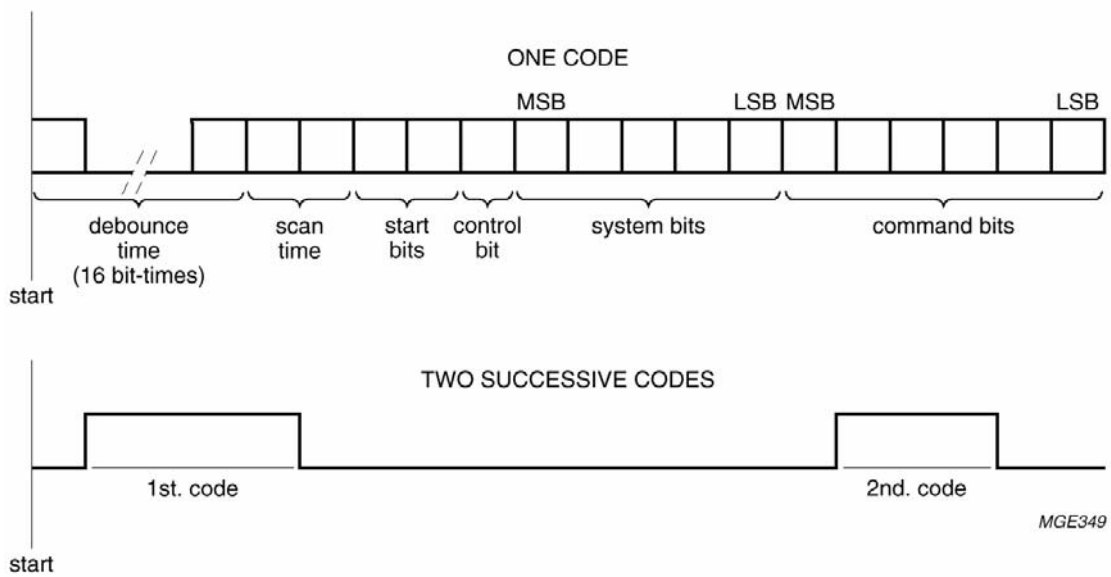 ONE CODE
MSB LSB MSB LSB
debounce time (16 bit-times)
scan time
start bits
control bit
system bits
command bits
start
TWO SUCCESSIVE CODES
1st. code
2nd. code
MGE349
start